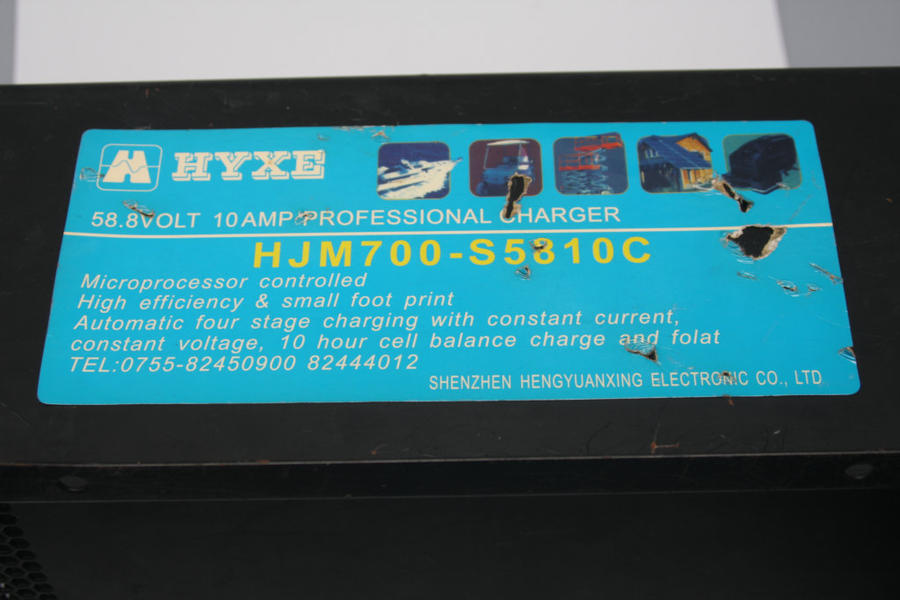 HYXE
58.8VOLT 10AMP PROFESSIONAL CHARGER
HJM700-S5810C
Microprocessor controlled
High efficiency & small foot print
Automatic four stage charging with constant current,
constant voltage, 10 hour cell balance charge and folat
TEL:0755-82450900 82444012
SHENZHEN HENGYUANXING ELECTRONIC CO., LTD